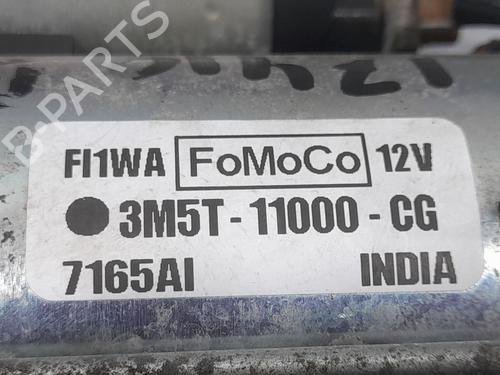 B-PARTS
FI1WA FoMoCo 12V
3M5T-11000-CG
7165AI INDIA